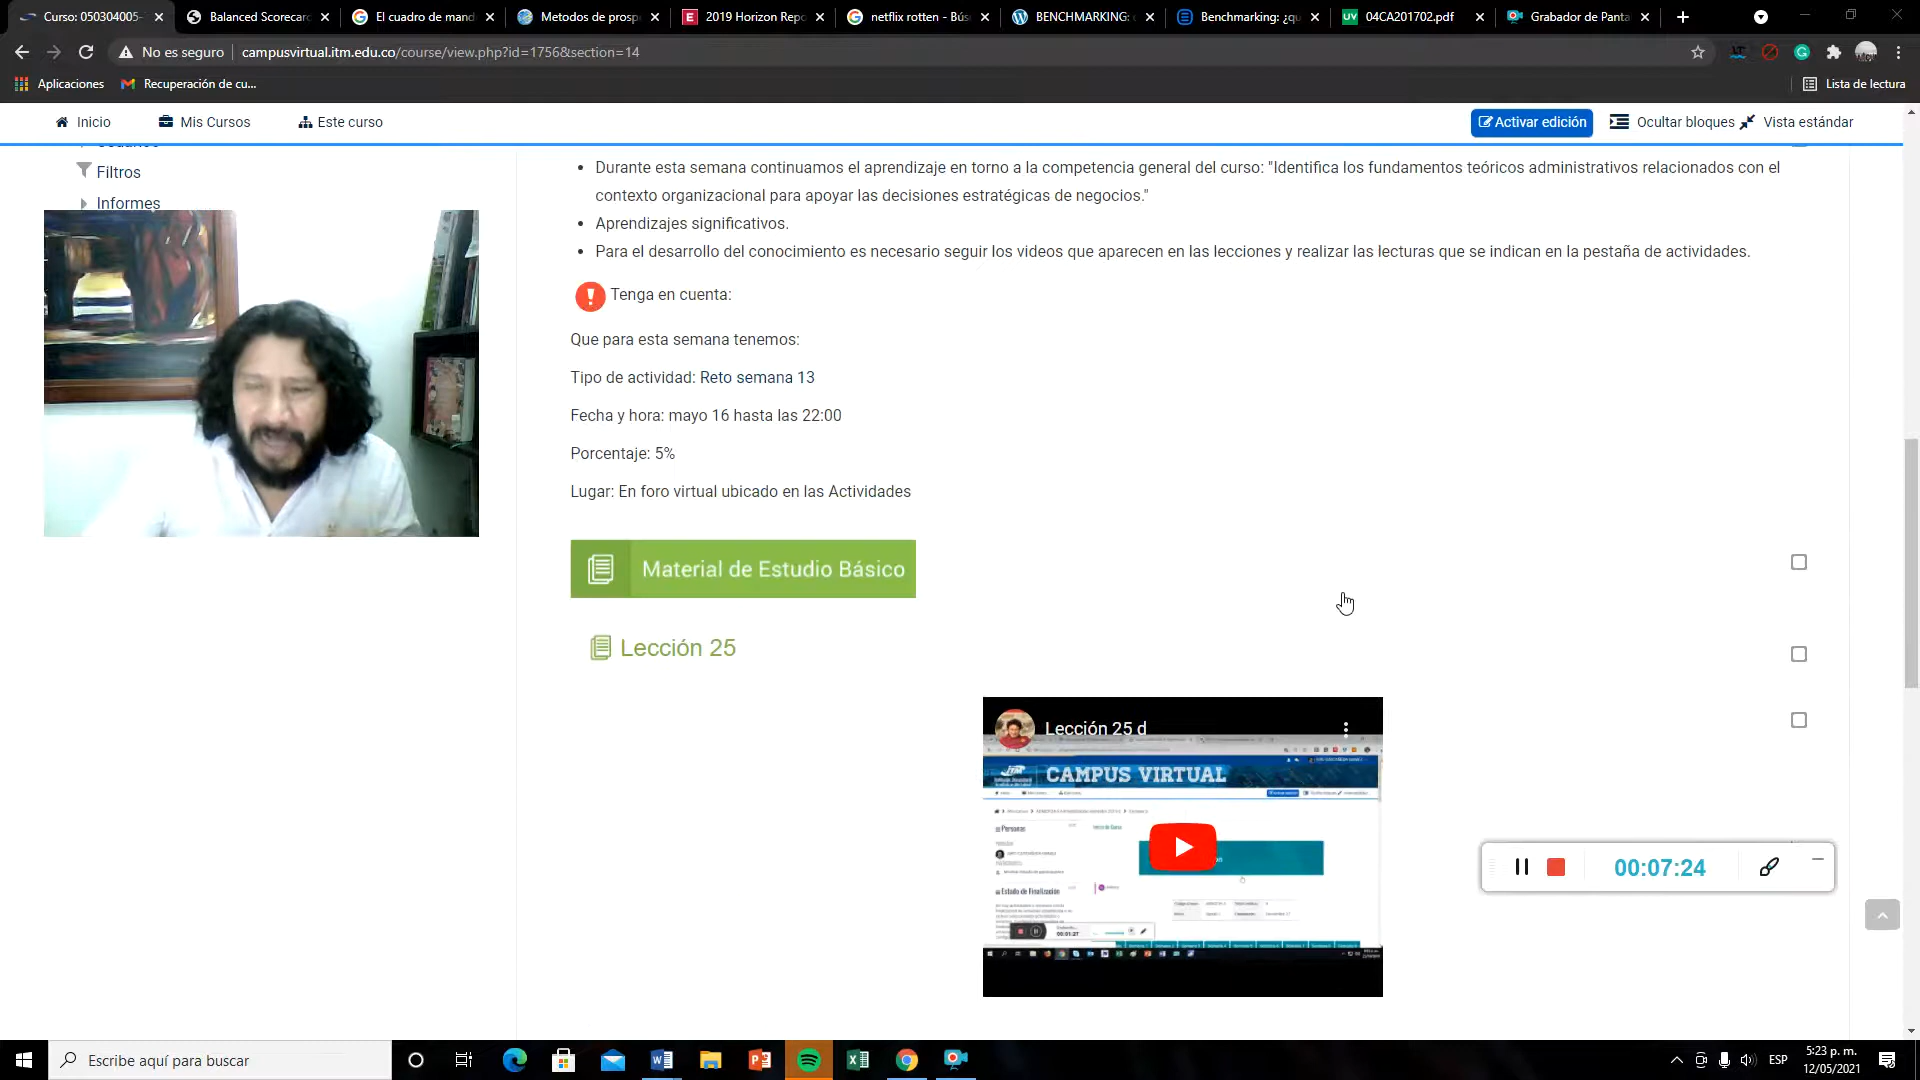 Curso: 050304005-
Balanced Scorecar
El cuadro de mand
Metodos de prosp
2019 Horizon Repo
netflix rotten - Bús
BENCHMARKING:
Benchmarking: ¿qu
04CA201702.pdf
Grabador de Panta
No es seguro
campusvirtual.itm.edu.co/course/view.php?id=1756&section=14
Aplicaciones
Recuperación de cu...
Lista de lectura
Inicio
Mis Cursos
Este curso
Activar edición
Ocultar bloques
Vista estándar
Usuarios
Filtros
Informes
Durante esta semana continuamos el aprendizaje en torno a la competencia general del curso: "Identifica los fundamentos teóricos administrativos relacionados con el
contexto organizacional para apoyar las decisiones estratégicas de negocios."
Aprendizajes significativos.
Para el desarrollo del conocimiento es necesario seguir los videos que aparecen en las lecciones y realizar las lecturas que se indican en la pestaña de actividades.
Tenga en cuenta:
Que para esta semana tenemos:
Tipo de actividad: Reto semana 13
Fecha y hora: mayo 16 hasta las 22:00
Porcentaje: 5%
Lugar: En foro virtual ubicado en las Actividades
Material de Estudio Básico
Lección 25
Lección 25 d
CAMPUS VIRTUAL
Personas
Estado de Finalización
00:01:27
00:07:24
Escribe aquí para buscar
ESP
5:23 p. m.
12/05/2021